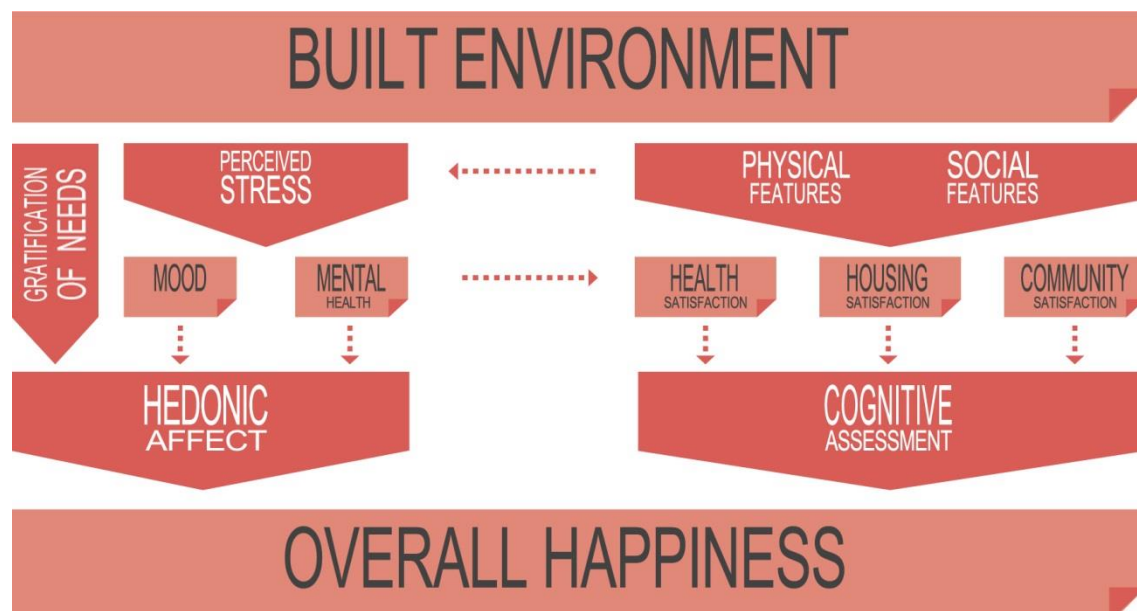 BUILT ENVIRONMENT
GRATIFICATION
OF NEEDS
PERCEIVED
STRESS
PHYSICAL
FEATURES
SOCIAL
FEATURES
MOOD
MENTAL
HEALTH
HEALTH
SATISFACTION
HOUSING
SATISFACTION
COMMUNITY
SATISFACTION
HEDONIC
AFFECT
COGNITIVE
ASSESSMENT
OVERALL HAPPINESS